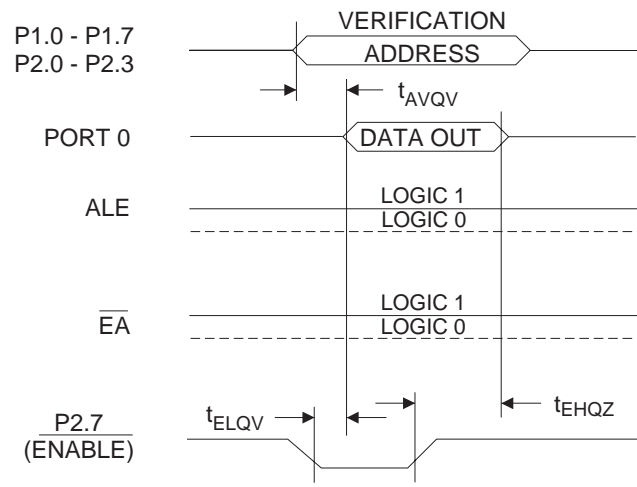 VERIFICATION
P1.0 - P1.7
P2.0 - P2.3
ADDRESS
tAVQV
PORT 0
DATA OUT
ALE
LOGIC 1
LOGIC 0
EA
LOGIC 1
LOGIC 0
P2.7
(ENABLE)
tELQV
tEHQZ